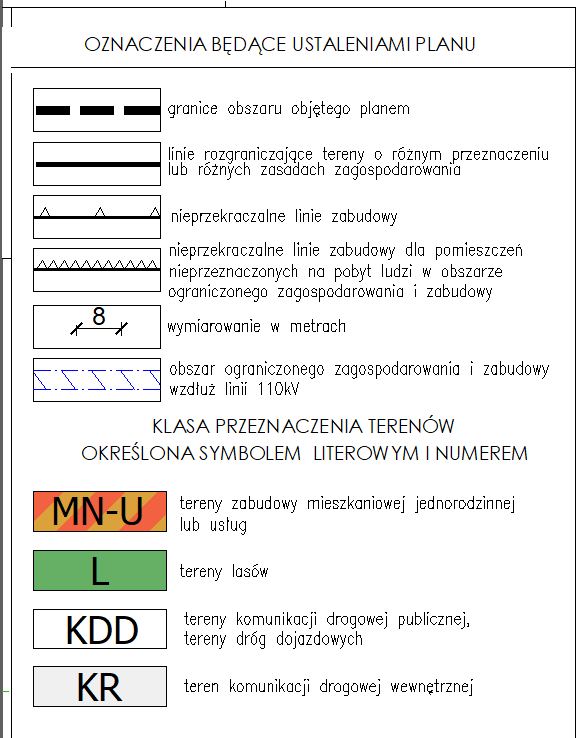 OZNACZENIA BĘDĄCE USTALENIAMI PLANU
granice obszaru objętego planem
linie rozgraniczające tereny o różnym przeznaczeniu
lub różnych zasadach zagospodarowania
nieprzekraczalne linie zabudowy
nieprzekraczalne linie zabudowy dla pomieszczeń
nieprzeznaczonych na pobyt ludzi w obszarze
ograniczonego zagospodarowania i zabudowy
8
wymiarowanie w metrach
obszar ograniczonego zagospodarowania i zabudowy
wzdłuż linii 110kV
KLASA PRZEZNACZENIA TERENÓW
OKREŚLONA SYMBOLEM LITEROWYM I NUMEREM
MN-U
tereny zabudowy mieszkaniowej jednorodzinnej
lub usług
L
tereny lasów
KDD
tereny komunikacji drogowej publicznej,
tereny dróg dojazdowych
KR
teren komunikacji drogowej wewnętrznej